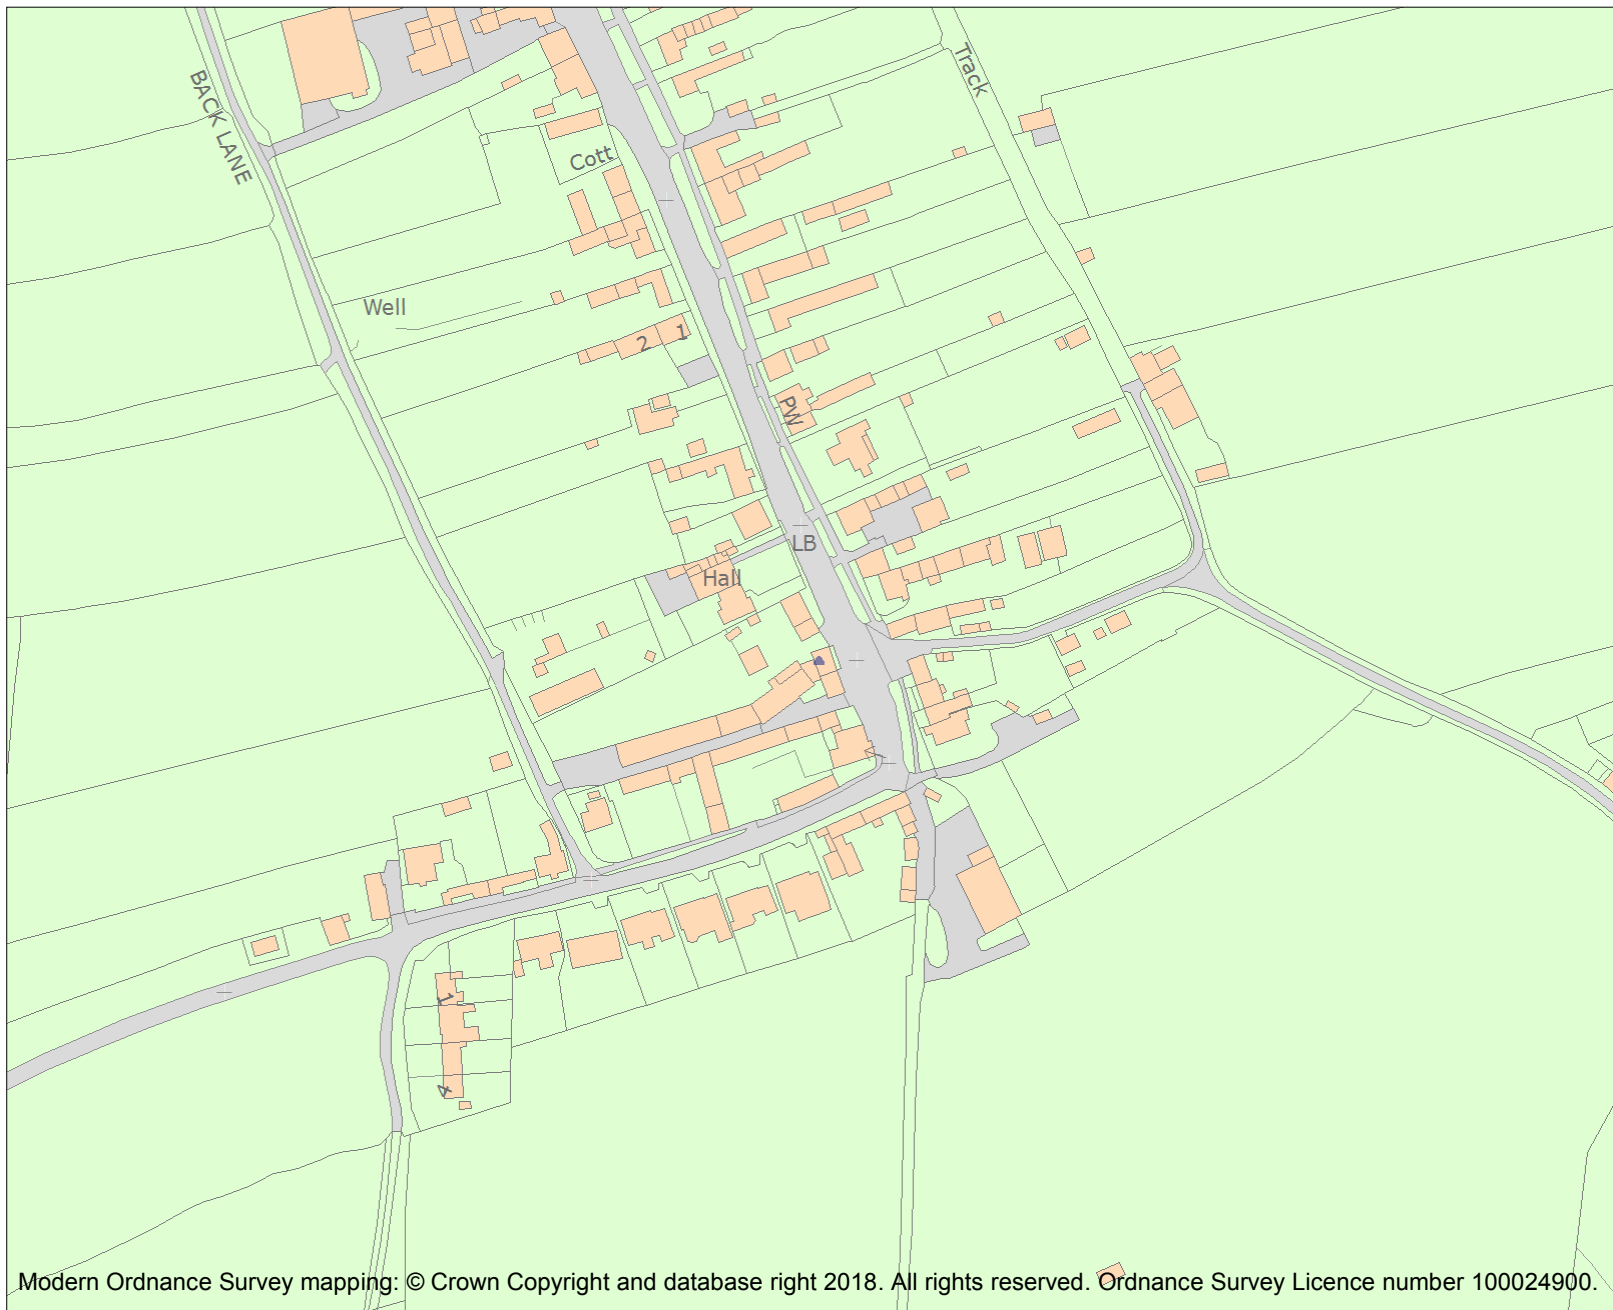 BACK LANE
Track
Cott
Well
2
1
PW
LB
Hall
1
4
Modern Ordnance Survey mapping: © Crown Copyright and database right 2018. All rights reserved. Ordnance Survey Licence number 100024900.